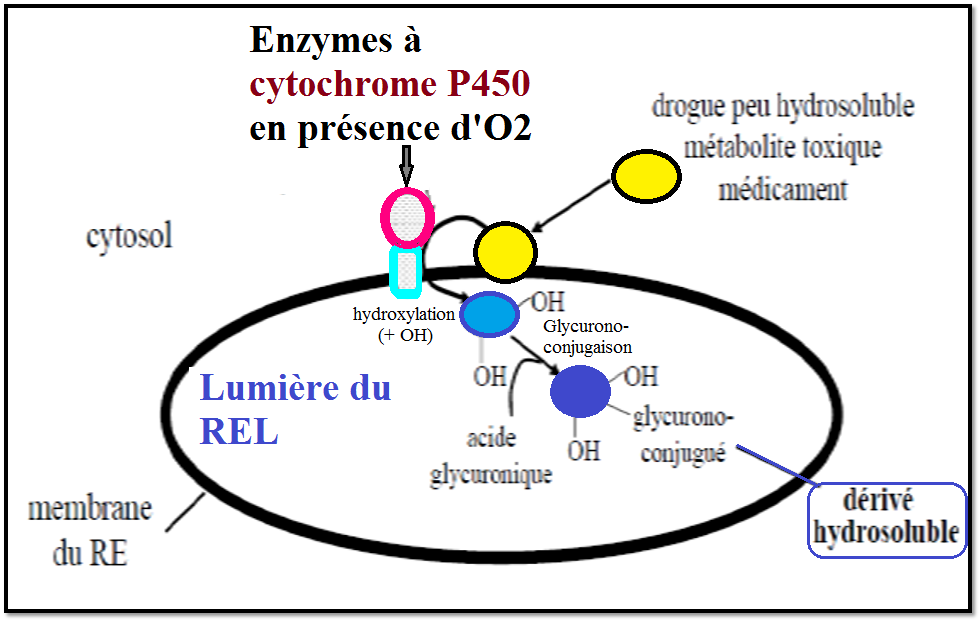 Enzymes à
cytochrome P450
en présence d'O2
drogue peu hydrosoluble
métabolite toxique
médicament
cytosol
hydroxylation
(+ OH)
OH
Glycurono-
conjugaison
OH
OH
glycurono-
conjugué
OH
acide
glycuronique
Lumière du
REL
membrane
du RE
dérivé
hydrosoluble